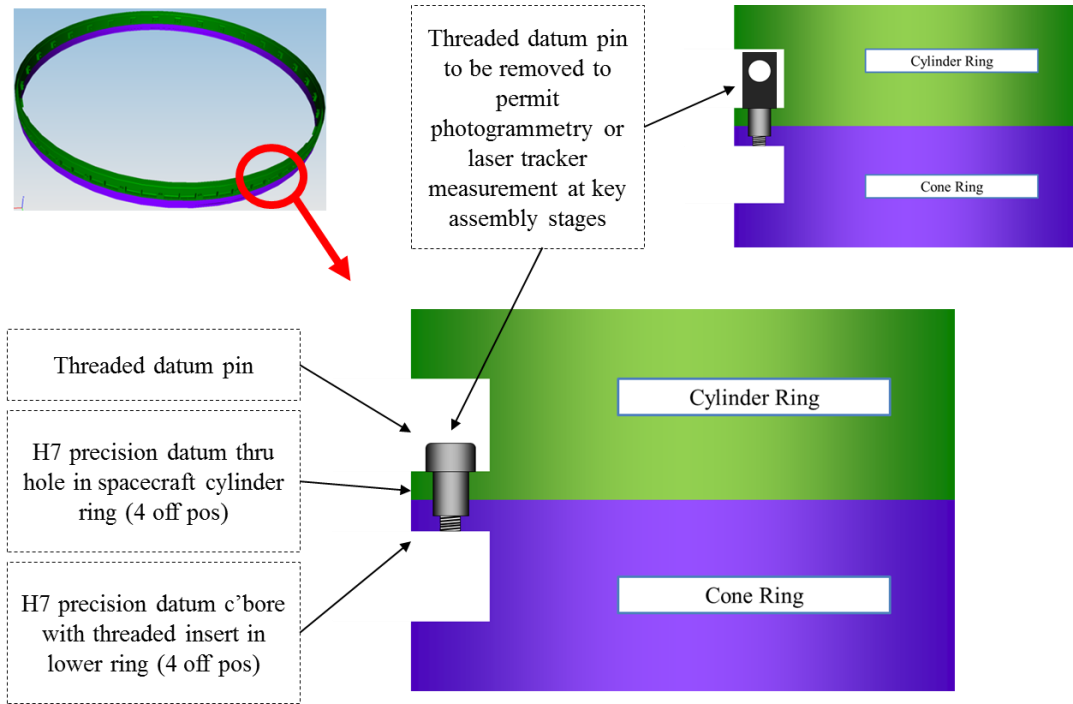 Threaded datum pin
to be removed to
permit
photogrammetry or
laser tracker
measurement at key
assembly stages
Cylinder Ring
Cone Ring
Threaded datum pin
H7 precision datum thru
hole in spacecraft cylinder
ring (4 off pos)
H7 precision datum c’bore
with threaded insert in
lower ring (4 off pos)
Cylinder Ring
Cone Ring